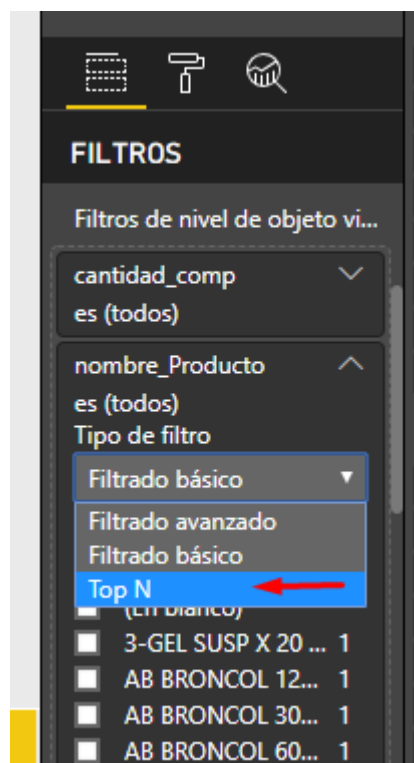 FILTROS
Filtros de nivel de objeto vi...
cantidad_comp
es (todos)
nombre_Producto
es (todos)
Tipo de filtro
Filtrado básico
Filtrado avanzado
Filtrado básico
Top N
(En blanco)
3-GEL SUSP X 20 ... 1
AB BRONCOL 12... 1
AB BRONCOL 30... 1
AB BRONCOL 60... 1